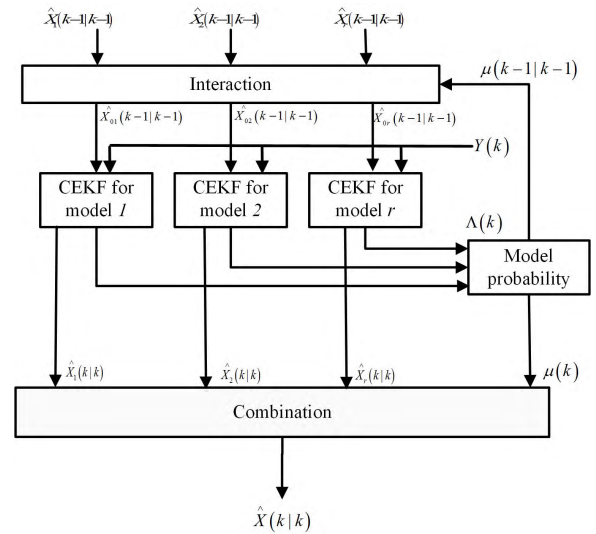 X̂₁(k−1|k−1) X̂₂(k−1|k−1) X̂ᵣ(k−1|k−1)
Interaction
μ(k−1|k−1)
X̂₀₁(k−1|k−1) X̂₀₂(k−1|k−1) X̂₀ᵣ(k−1|k−1)
Y(k)
CEKF for model 1
CEKF for model 2
CEKF for model r
Λ(k)
Model
probability
X̂₁(k|k) X̂₂(k|k) X̂ᵣ(k|k)
μ(k)
Combination
X̂(k|k)